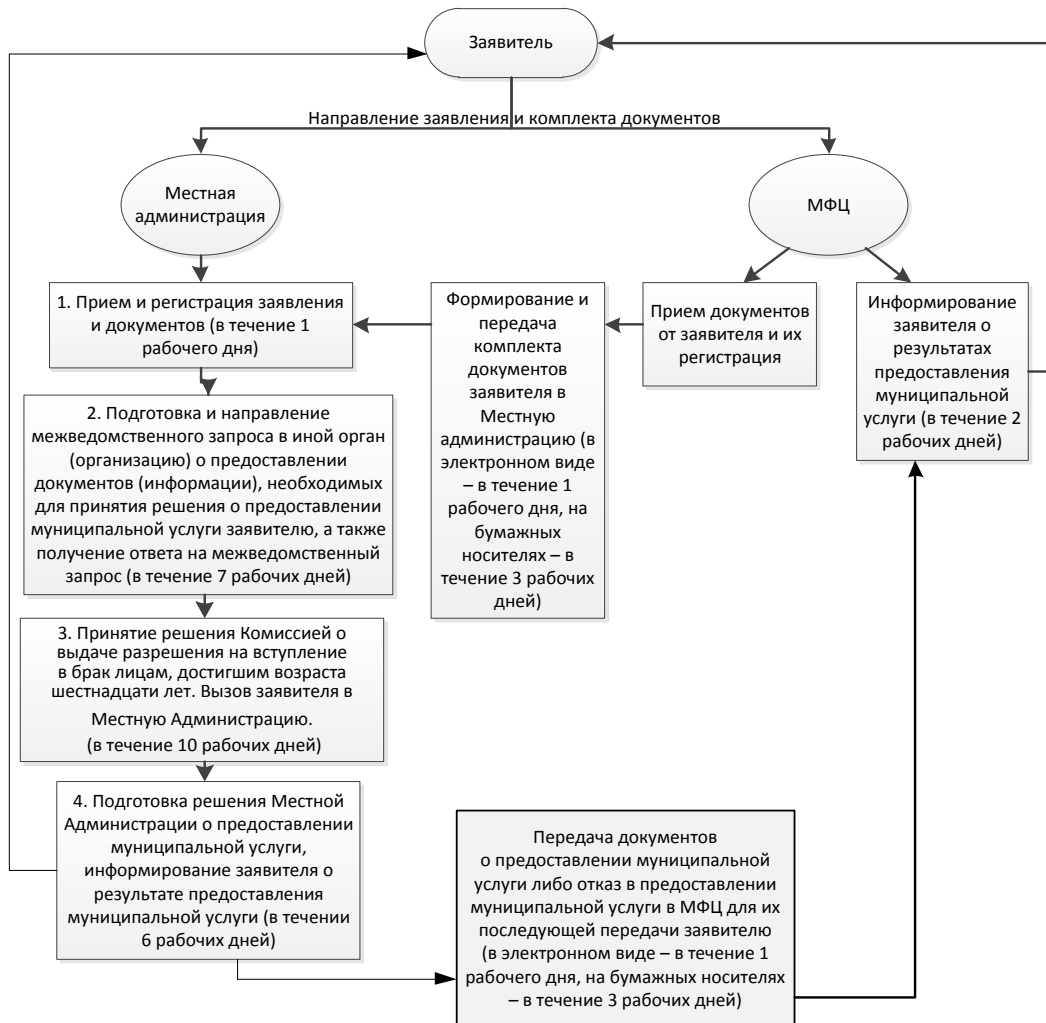 Заявитель
Направление заявления и комплекта документов
Местная
администрация
МФЦ
1. Прием и регистрация заявления
и документов (в течение 1
рабочего дня)
Формирование и
передача
комплекта
документов
заявителя в
Местную
администрацию (в
электронном виде
– в течение 1
рабочего дня, на
бумажных
носителях – в
течение 3 рабочих
дней)
Прием документов
от заявителя и их
регистрация
Информирование
заявителя о
результатах
предоставления
муниципальной
услуги (в течение 2
рабочих дней)
2. Подготовка и направление
межведомственного запроса в иной орган
(организацию) о предоставлении
документов (информации), необходимых
для принятия решения о предоставлении
муниципальной услуги заявителю, а также
получение ответа на межведомственный
запрос (в течение 7 рабочих дней)
3. Принятие решения Комиссией о
выдаче разрешения на вступление
в брак лицам, достигшим возраста
шестнадцати лет. Вызов заявителя в
Местную Администрацию.
(в течение 10 рабочих дней)
4. Подготовка решения Местной
Администрации о предоставлении
муниципальной услуги,
информирование заявителя о
результате предоставления
муниципальной услуги (в течении
6 рабочих дней)
Передача документов
о предоставлении муниципальной
услуги либо отказ в предоставлении
муниципальной услуги в МФЦ для их
последующей передачи заявителю
(в электронном виде – в течение 1
рабочего дня, на бумажных носителях
– в течение 3 рабочих дней)